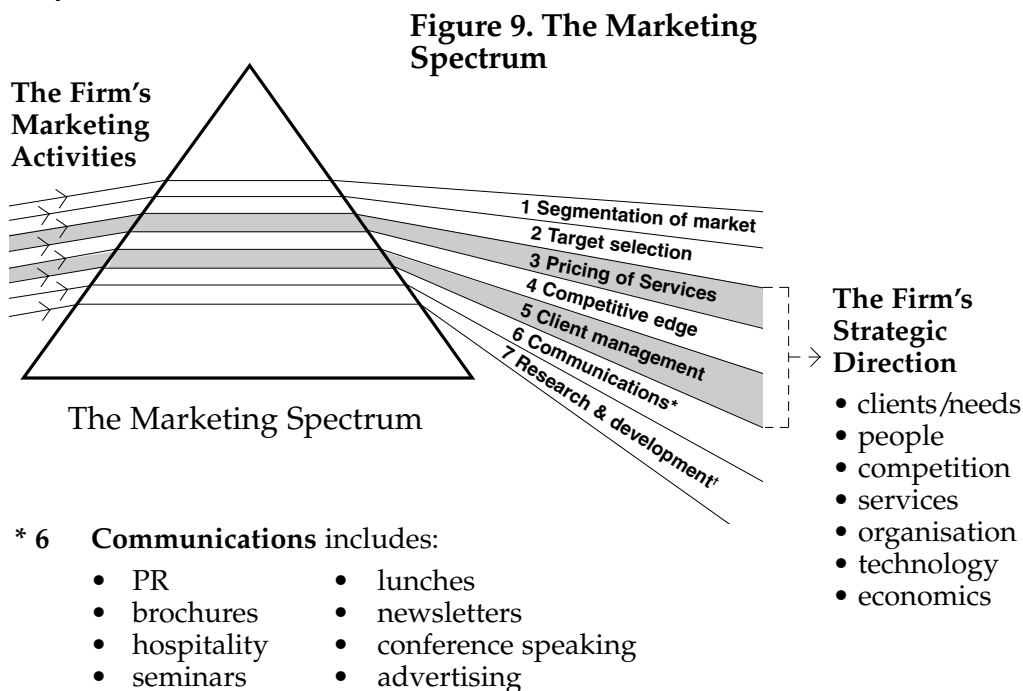 Figure 9. The Marketing
Spectrum
The Firm's
Marketing
Activities
1 Segmentation of market
2 Target selection
3 Pricing of Services
4 Competitive edge
5 Client management
6 Communications*
7 Research & development†
The Firm's
Strategic
Direction
• clients/needs
• people
• competition
• services
• organisation
• technology
• economics
The Marketing Spectrum
* 6 Communications includes:
• PR • lunches
• brochures • newsletters
• hospitality • conference speaking
• seminars • advertising